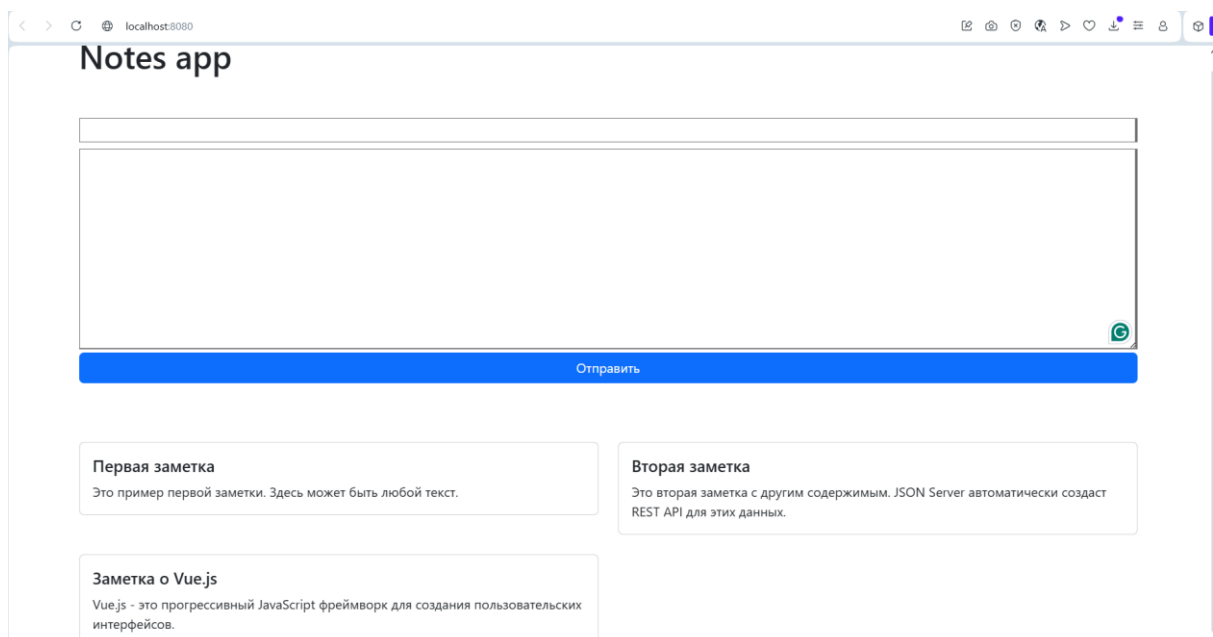 localhost:8080
Notes app
Отправить
Первая заметка
Это пример первой заметки. Здесь может быть любой текст.
Вторая заметка
Это вторая заметка с другим содержимым. JSON Server автоматически создаст
REST API для этих данных.
Заметка о Vue.js
Vue.js - это прогрессивный JavaScript фреймворк для создания пользовательских
интерфейсов.